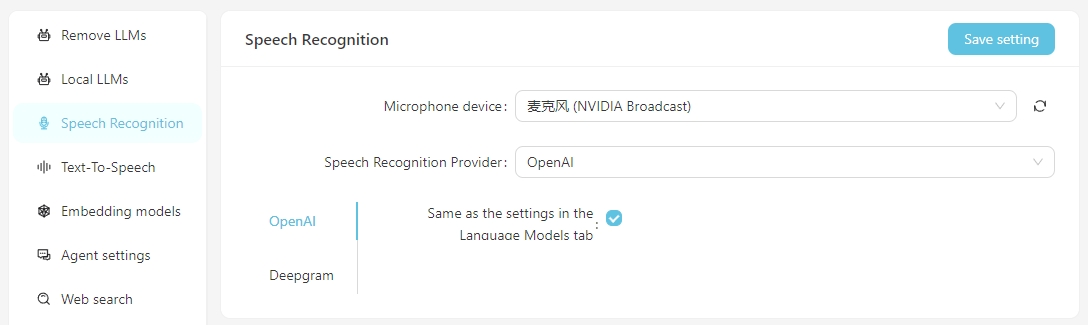 Remove LLMs
Local LLMs
Speech Recognition
Text-To-Speech
Embedding models
Agent settings
Web search
Speech Recognition
Save setting
Microphone device:
麦克风 (NVIDIA Broadcast)
Speech Recognition Provider:
OpenAI
OpenAI
Deepgram
Same as the settings in the
Language Models tab
: